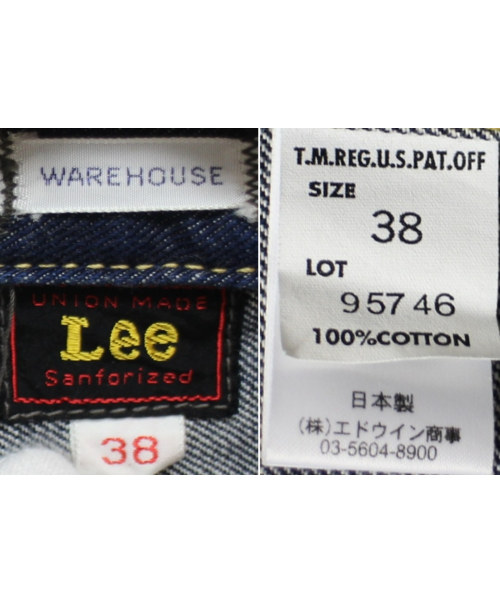 WAREHOUSE
UNION MADE
Lee
Sanforized
38
T.M.REG.U.S.PAT.OFF
SIZE
38
LOT
95746
100%COTTON
日本製
(株)エドウイン商事
03-5604-8900